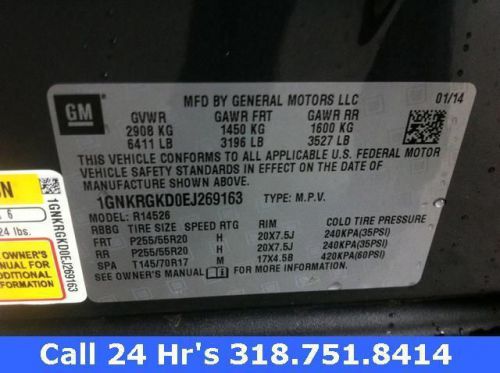 GM
MFD BY GENERAL MOTORS LLC 01/14
GVWR GAWR FRT GAWR RR
2908 KG 1450 KG 1600 KG
6411 LB 3196 LB 3527 LB
THIS VEHICLE CONFORMS TO ALL APPLICABLE U.S. FEDERAL MOTOR
VEHICLE SAFETY STANDARDS IN EFFECT ON THE DATE OF
MANUFACTURE SHOWN ABOVE.
1GNKRGKD0EJ269163 TYPE: M.P.V.
MODEL: R14526
RBBG TIRE SIZE SPEED RTG RIM COLD TIRE PRESSURE
FRT P255/55R20 H 20X7.5J 240KPA(35PSI)
RR P255/55R20 H 20X7.5J 240KPA(35PSI)
SPA T145/70R17 M 17X4.5B 420KPA(60PSI)
SEE OWNER'S MANUAL FOR ADDITIONAL INFORMATION.
6
24 lbs.
OWNER'S
MANUAL FOR
ADDITIONAL
INFORMATION
1GNKRGKD0EJ269163
Call 24 Hr's 318.751.8414